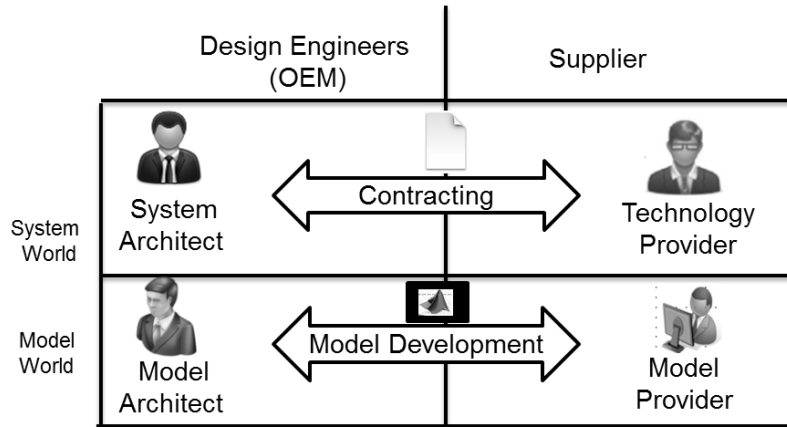 Design Engineers
(OEM)
Supplier
System
World
System
Architect
Contracting
Technology
Provider
Model
World
Model
Architect
Model Development
Model
Provider